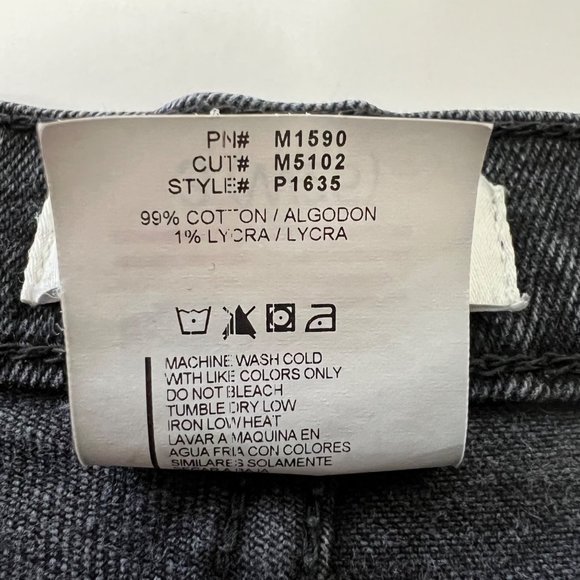 PN# M1590
CUT# M5102
STYLE# P1635
99% COTTON / ALGODON
1% LYCRA / LYCRA
MACHINE WASH COLD
WITH LIKE COLORS ONLY
DO NOT BLEACH
TUMBLE DRY LOW
IRON LOW HEAT
LAVAR A MAQUINA EN
AGUA FRIA CON COLORES
SIMILARES SOLAMENTE